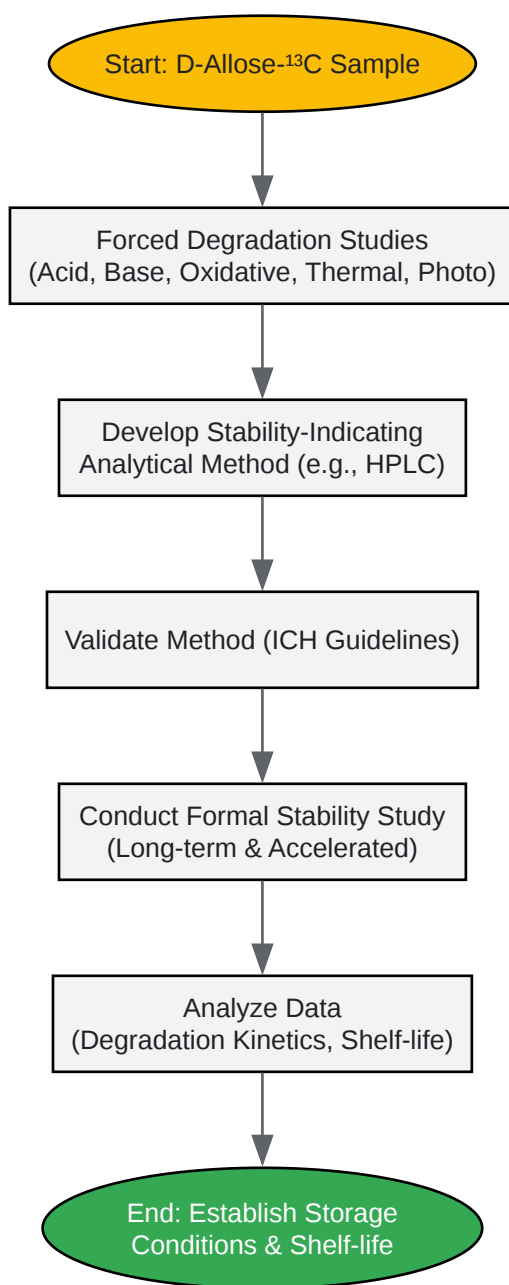 Start: D-Allose-¹³C Sample
Forced Degradation Studies
(Acid, Base, Oxidative, Thermal, Photo)
Develop Stability-Indicating
Analytical Method (e.g., HPLC)
Validate Method (ICH Guidelines)
Conduct Formal Stability Study
(Long-term & Accelerated)
Analyze Data
(Degradation Kinetics, Shelf-life)
End: Establish Storage
Conditions & Shelf-life